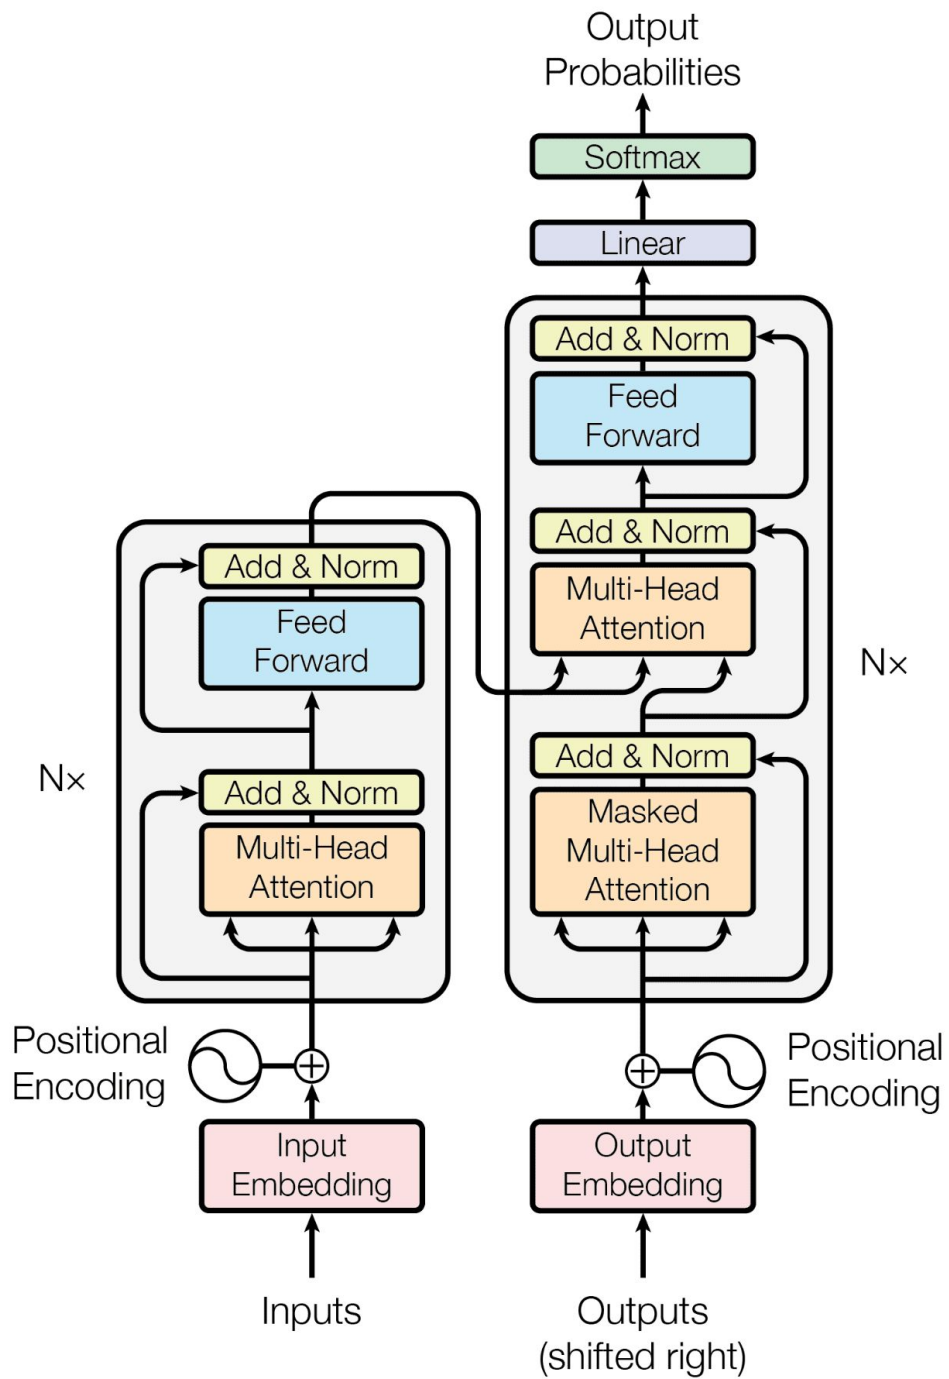 Output
Probabilities
Softmax
Linear
Add & Norm
Feed
Forward
Add & Norm
Multi-Head
Attention
Nx
Add & Norm
Masked
Multi-Head
Attention
Add & Norm
Feed
Forward
Nx
Add & Norm
Multi-Head
Attention
Positional
Encoding
Positional
Encoding
Input
Embedding
Output
Embedding
Inputs
Outputs
(shifted right)